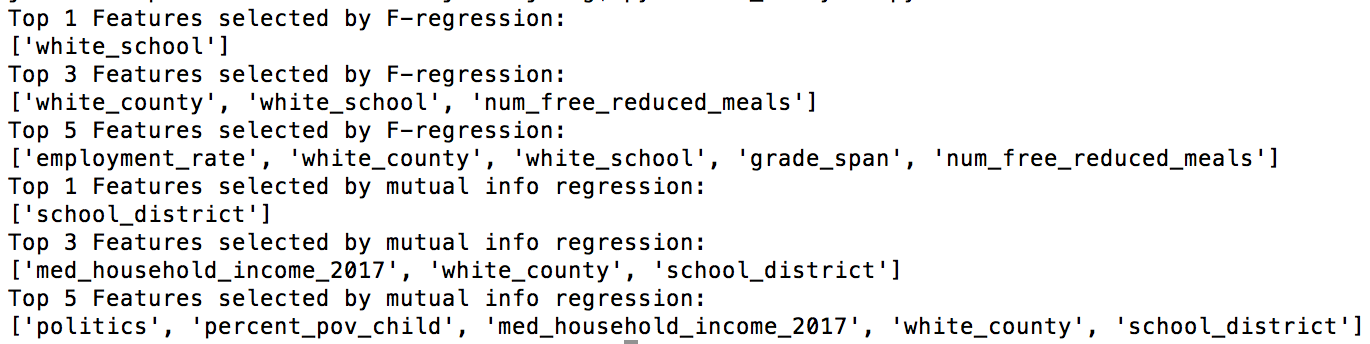 Top 1 Features selected by F-regression:
['white_school']
Top 3 Features selected by F-regression:
['white_county', 'white_school', 'num_free_reduced_meals']
Top 5 Features selected by F-regression:
['employment_rate', 'white_county', 'white_school', 'grade_span', 'num_free_reduced_meals']
Top 1 Features selected by mutual info regression:
['school_district']
Top 3 Features selected by mutual info regression:
['med_household_income_2017', 'white_county', 'school_district']
Top 5 Features selected by mutual info regression:
['politics', 'percent_pov_child', 'med_household_income_2017', 'white_county', 'school_district']